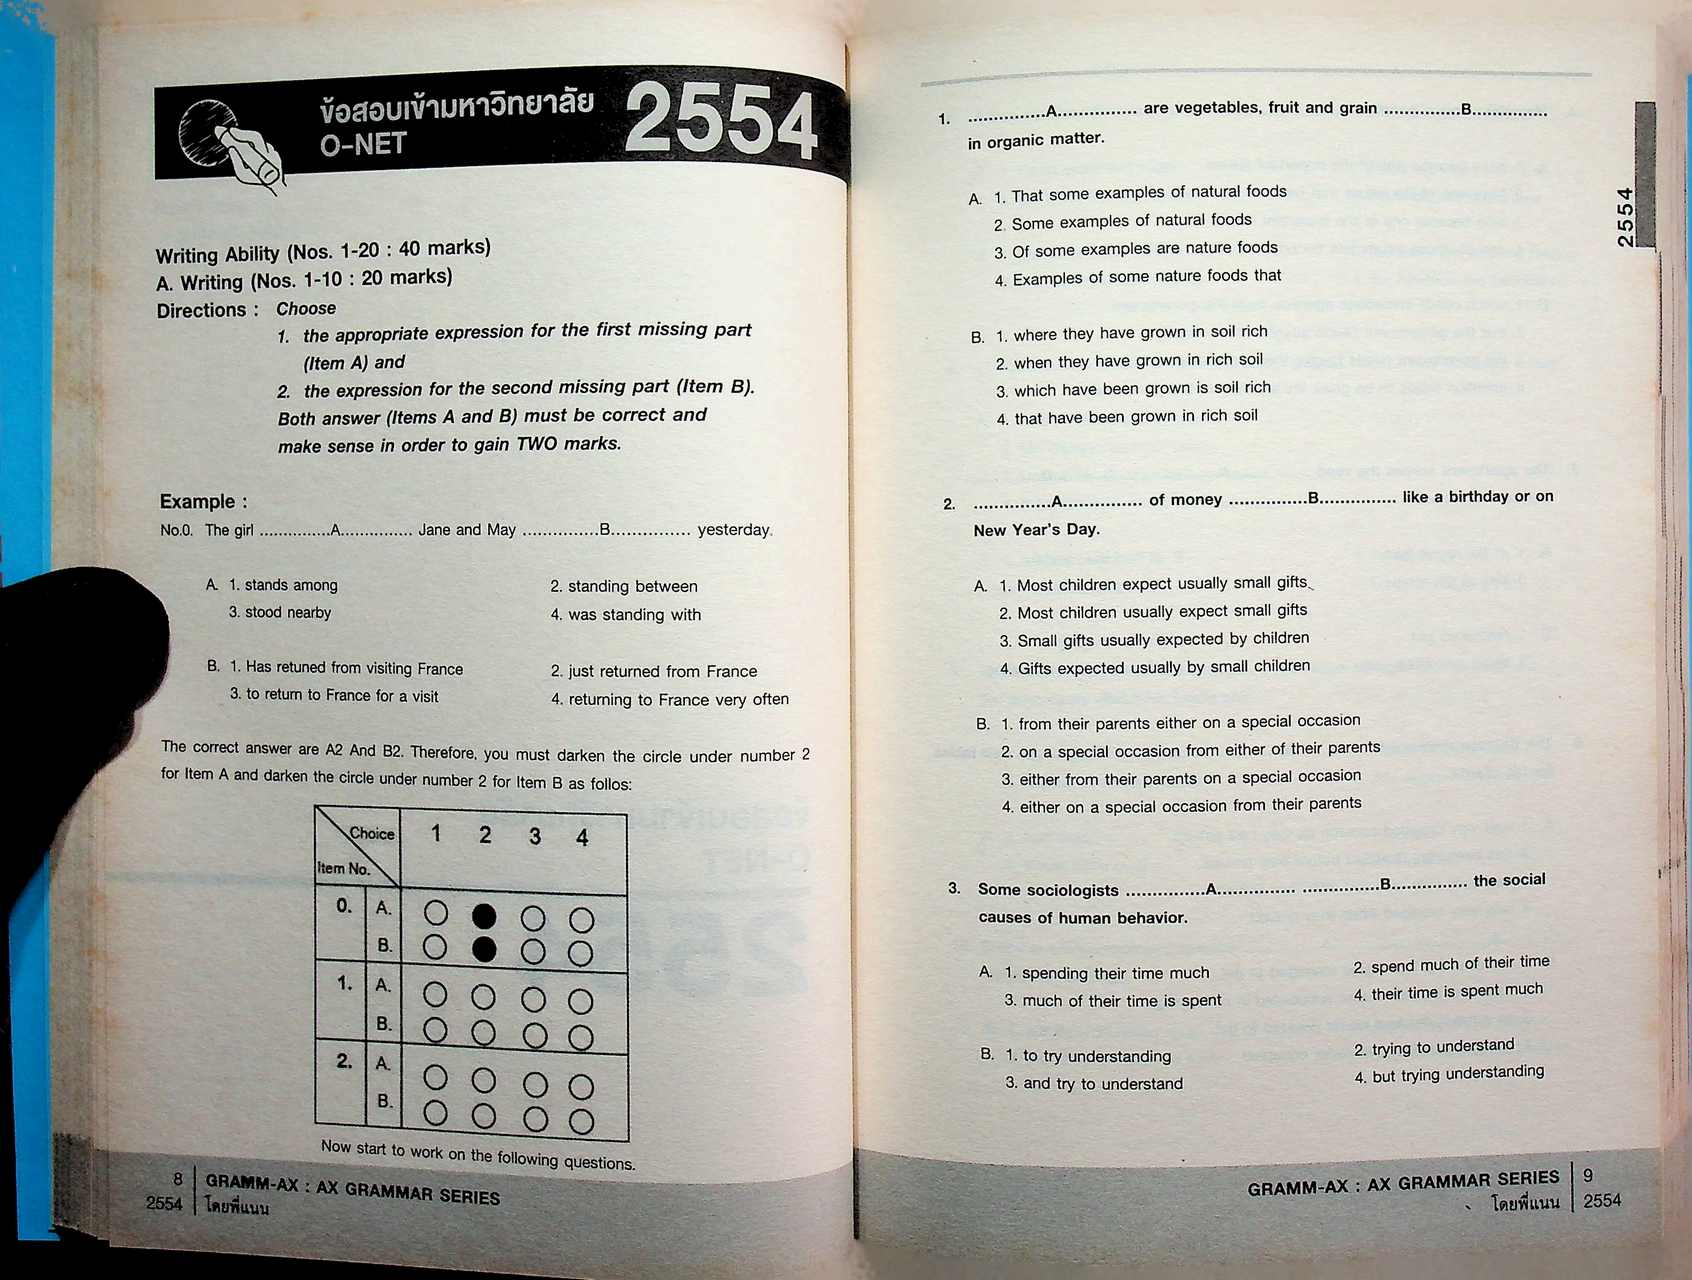 ข้อสอบเข้ามหาวิทยาลัย
O-NET
2554
Writing Ability (Nos. 1-20 : 40 marks)
A. Writing (Nos. 1-10 : 20 marks)
Directions : Choose
1. the appropriate expression for the first missing part
(Item A) and
2. the expression for the second missing part (Item B).
Both answer (Items A and B) must be correct and
make sense in order to gain TWO marks.
Example :
No.0. The girl ...............A............... Jane and May ...............B............... yesterday.
A. 1. stands among 2. standing between
3. stood nearby 4. was standing with
B. 1. Has retuned from visiting France 2. just returned from France
3. to return to France for a visit 4. returning to France very often
The correct answer are A2 And B2. Therefore, you must darken the circle under number 2
for Item A and darken the circle under number 2 for Item B as follos:
Choice 1 2 3 4
Item No.
0. A.
B.
1. A.
B.
2. A.
B.
Now start to work on the following questions.
8 GRAMM-AX : AX GRAMMAR SERIES
2554 โดยพี่แนน
1. ...............A............... are vegetables, fruit and grain ...............B...............
in organic matter.
A. 1. That some examples of natural foods
2. Some examples of natural foods
3. Of some examples are nature foods
4. Examples of some nature foods that
B. 1. where they have grown in soil rich
2. when they have grown in rich soil
3. which have been grown is soil rich
4. that have been grown in rich soil
2554
2. ...............A............... of money ...............B............... like a birthday or on
New Year's Day.
A. 1. Most children expect usually small gifts
2. Most children usually expect small gifts
3. Small gifts usually expected by children
4. Gifts expected usually by small children
B. 1. from their parents either on a special occasion
2. on a special occasion from either of their parents
3. either from their parents on a special occasion
4. either on a special occasion from their parents
3. Some sociologists ...............A............... ...............B............... the social
causes of human behavior.
A. 1. spending their time much 2. spend much of their time
3. much of their time is spent 4. their time is spent much
B. 1. to try understanding 2. trying to understand
3. and try to understand 4. but trying understanding
GRAMM-AX : AX GRAMMAR SERIES 9
โดยพี่แนน 2554